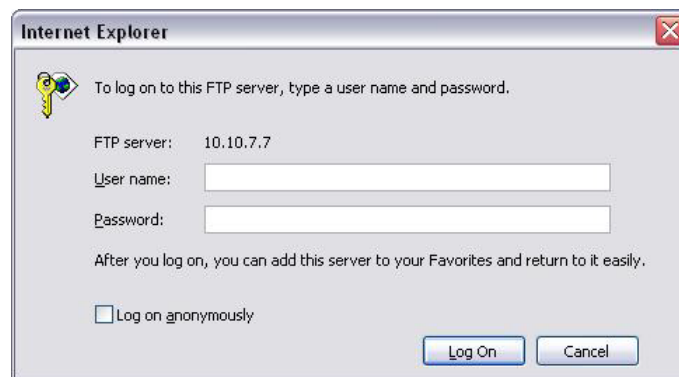 Internet Explorer
To log on to this FTP server, type a user name and password.
FTP server: 10.10.7.7
User name:
Password:
After you log on, you can add this server to your Favorites and return to it easily.
Log on anonymously
Log On Cancel